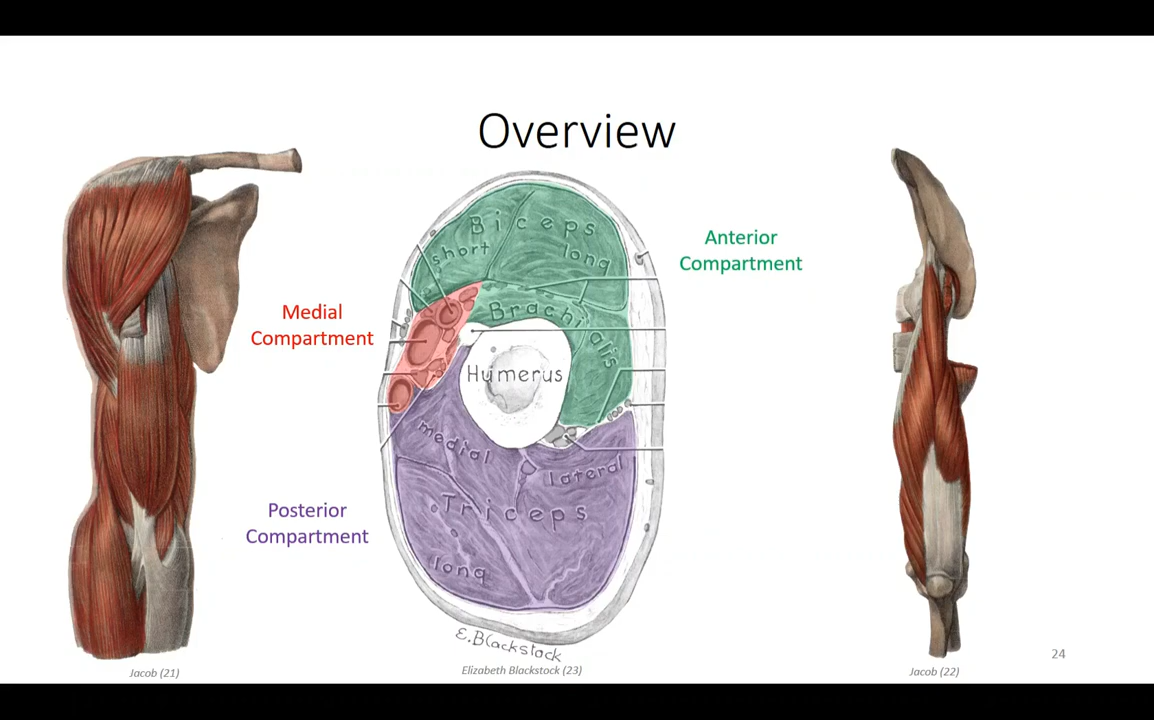 Overview
Biceps
short
long
Anterior
Compartment
Medial
Compartment
Brachialis
Humerus
medial
lateral
Triceps
Posterior
Compartment
long
E.Blackstock
24
Jacob (21)
Elizabeth Blackstock (23)
Jacob (22)